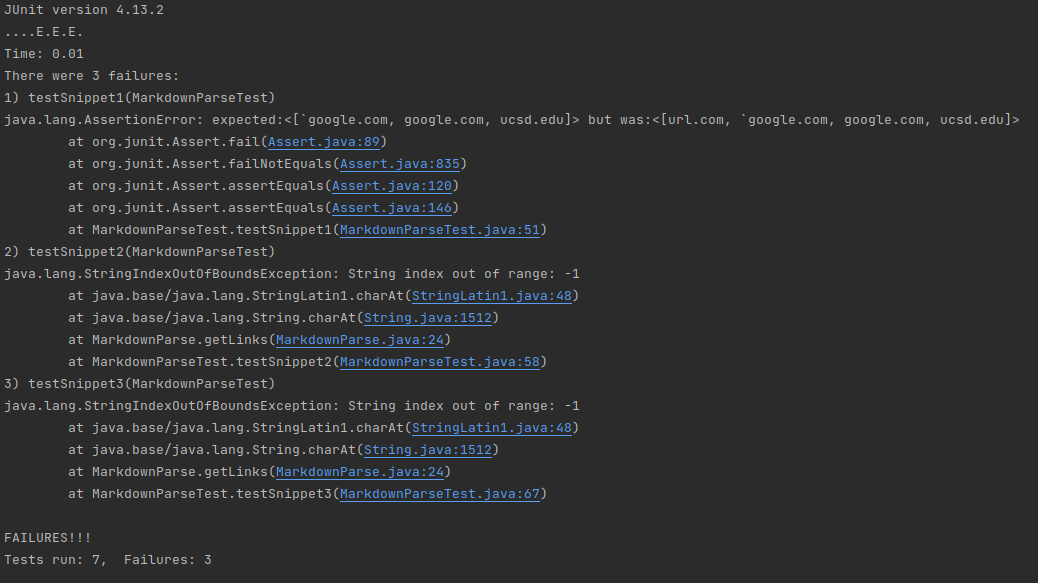 JUnit version 4.13.2
....E.E.E.
Time: 0.01
There were 3 failures:
1) testSnippet1(MarkdownParseTest)
java.lang.AssertionError: expected:<[`google.com, google.com, ucsd.edu]> but was:<[url.com, `google.com, google.com, ucsd.edu]>
at org.junit.Assert.fail(Assert.java:89)
at org.junit.Assert.failNotEquals(Assert.java:835)
at org.junit.Assert.assertEquals(Assert.java:120)
at org.junit.Assert.assertEquals(Assert.java:146)
at MarkdownParseTest.testSnippet1(MarkdownParseTest.java:51)
2) testSnippet2(MarkdownParseTest)
java.lang.StringIndexOutOfBoundsException: String index out of range: -1
at java.base/java.lang.StringLatin1.charAt(StringLatin1.java:48)
at java.base/java.lang.String.charAt(String.java:1512)
at MarkdownParse.getLinks(MarkdownParse.java:24)
at MarkdownParseTest.testSnippet2(MarkdownParseTest.java:58)
3) testSnippet3(MarkdownParseTest)
java.lang.StringIndexOutOfBoundsException: String index out of range: -1
at java.base/java.lang.StringLatin1.charAt(StringLatin1.java:48)
at java.base/java.lang.String.charAt(String.java:1512)
at MarkdownParse.getLinks(MarkdownParse.java:24)
at MarkdownParseTest.testSnippet3(MarkdownParseTest.java:67)
FAILURES!!!
Tests run: 7,  Failures: 3